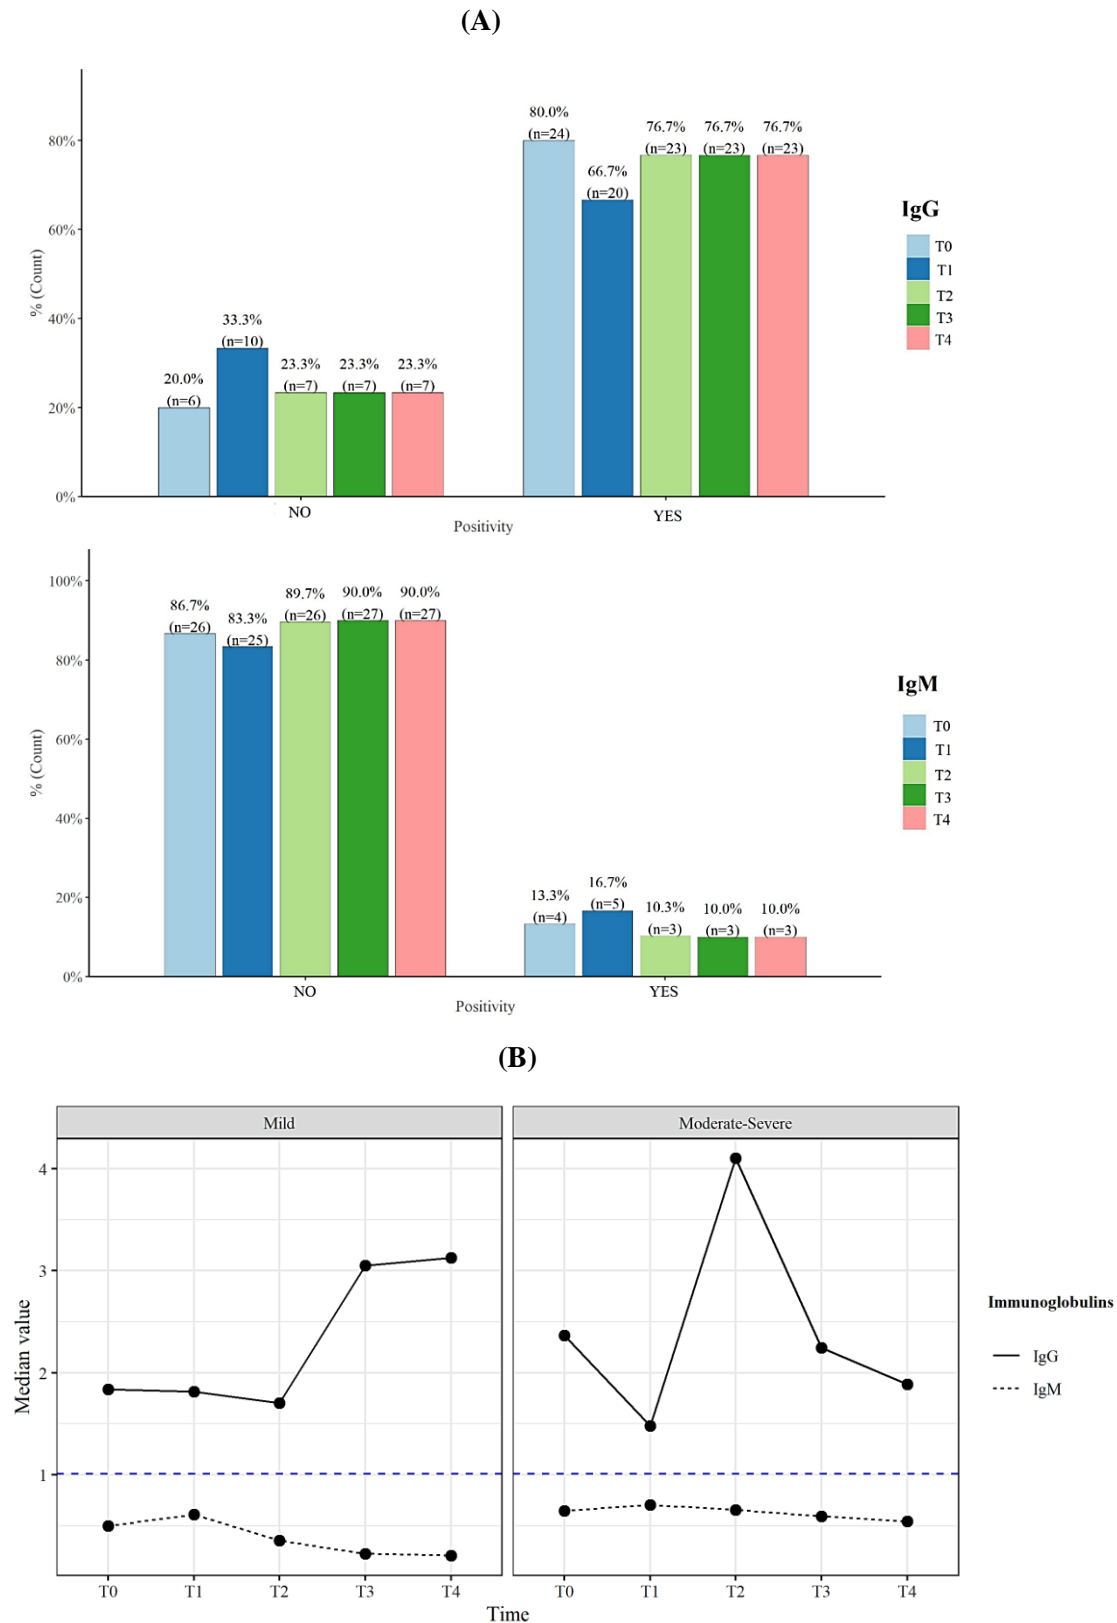 (A)
80.0%
(n=24)
66.7%
(n=20)
76.7%
(n=23)
76.7%
(n=23)
76.7%
(n=23)
80%
60%
40%
20%
0%
% (Count)
20.0%
(n=6)
33.3%
(n=10)
23.3%
(n=7)
23.3%
(n=7)
23.3%
(n=7)
NO
YES
Positivity
IgG
T0
T1
T2
T3
T4
100%
80%
60%
40%
20%
0%
% (Count)
86.7%
(n=26)
83.3%
(n=25)
89.7%
(n=26)
90.0%
(n=27)
90.0%
(n=27)
13.3%
(n=4)
16.7%
(n=5)
10.3%
(n=3)
10.0%
(n=3)
10.0%
(n=3)
NO
YES
Positivity
IgM
T0
T1
T2
T3
T4
(B)
Mild
Moderate-Severe
4
3
2
1
Median value
T0 T1 T2 T3 T4
T0 T1 T2 T3 T4
Time
Immunoglobulins
IgG
IgM